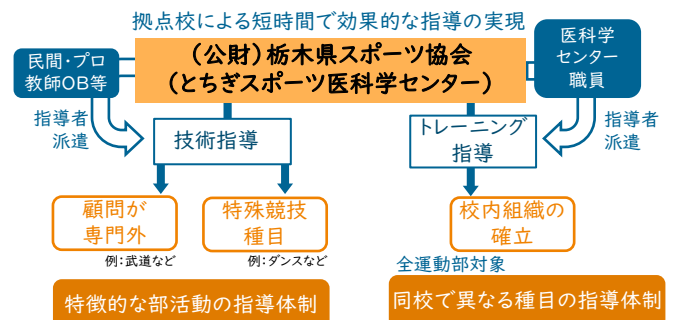 拠点校による短時間で効果的な指導の実現
民間・プロ
教師OB等
(公財)栃木県スポーツ協会
(とちぎスポーツ医科学センター)
医科学
センター
職員
指導者
派遣
技術指導
トレーニング
指導
指導者
派遣
顧問が
専門外
特殊競技
種目
校内組織の
確立
例:武道など
例:ダンスなど
全運動部対象
特徴的な部活動の指導体制
同校で異なる種目の指導体制